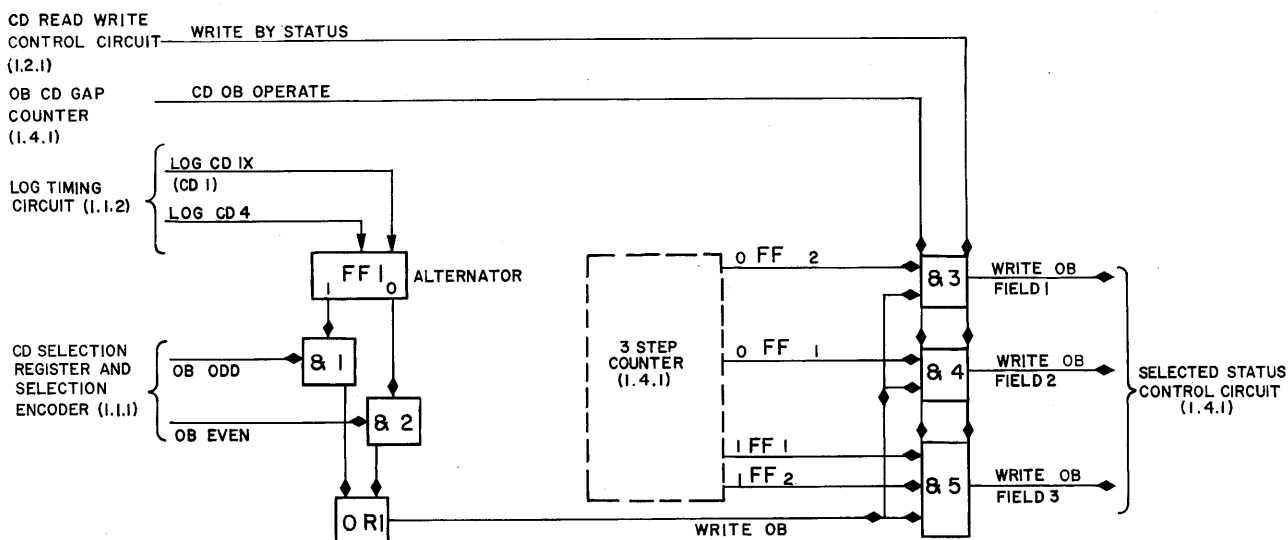 CD READ WRITE
CONTROL CIRCUIT
(1.2.1)
WRITE BY STATUS
OB CD GAP
COUNTER
(1.4.1)
CD OB OPERATE
LOG TIMING
CIRCUIT (1.1.2)
LOG CD 1X
(CD 1)
LOG CD 4
FF 1
1
0
ALTERNATOR
CD SELECTION
REGISTER AND
SELECTION
ENCODER (1.1.1)
OB ODD
& 1
OB EVEN
& 2
OR1
WRITE OB
3 STEP
COUNTER
(1.4.1)
0 FF 2
0 FF 1
1 FF 1
1 FF 2
& 3
& 4
& 5
WRITE OB
FIELD 1
WRITE OB
FIELD 2
WRITE OB
FIELD 3
SELECTED STATUS
CONTROL CIRCUIT
(1.4.1)